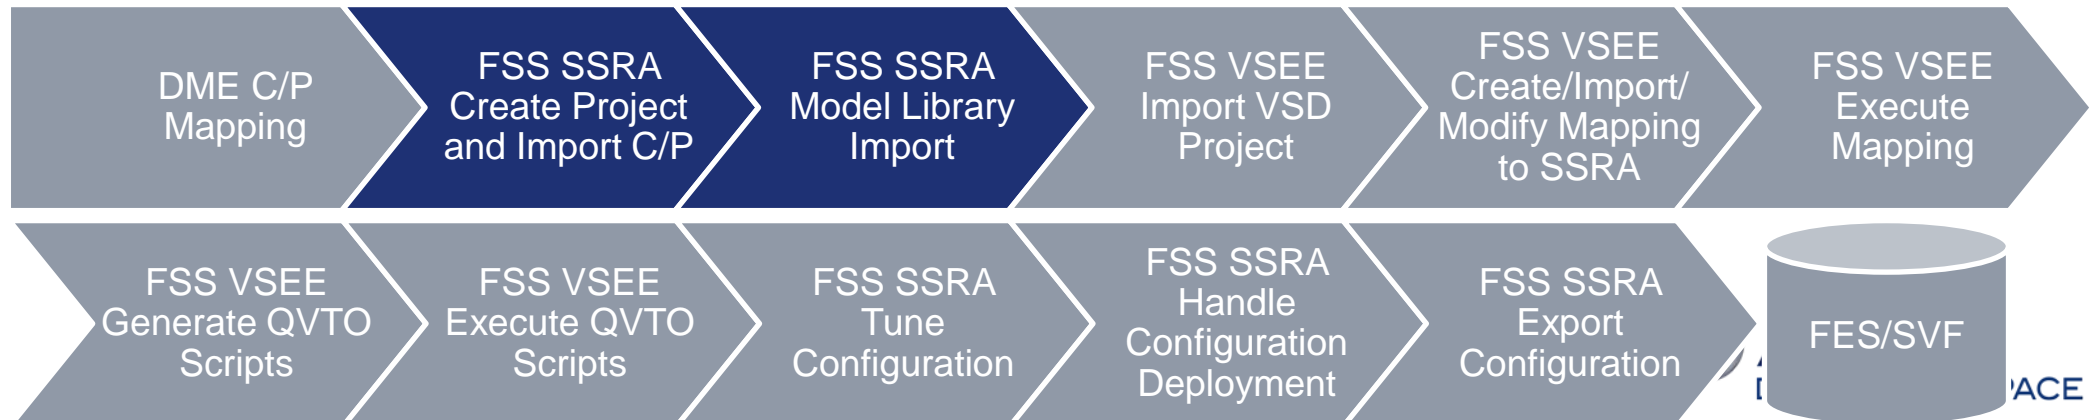 DME C/P
Mapping
FSS SSRA
Create Project
and Import C/P
FSS SSRA
Model Library
Import
FSS VSEE
Import VSD
Project
FSS VSEE
Create/Import/
Modify Mapping
to SSRA
FSS VSEE
Execute
Mapping
FSS VSEE
Generate QVTO
Scripts
FSS VSEE
Execute QVTO
Scripts
FSS SSRA
Tune
Configuration
FSS SSRA
Handle
Configuration
Deployment
FSS SSRA
Export
Configuration
FES/SVF